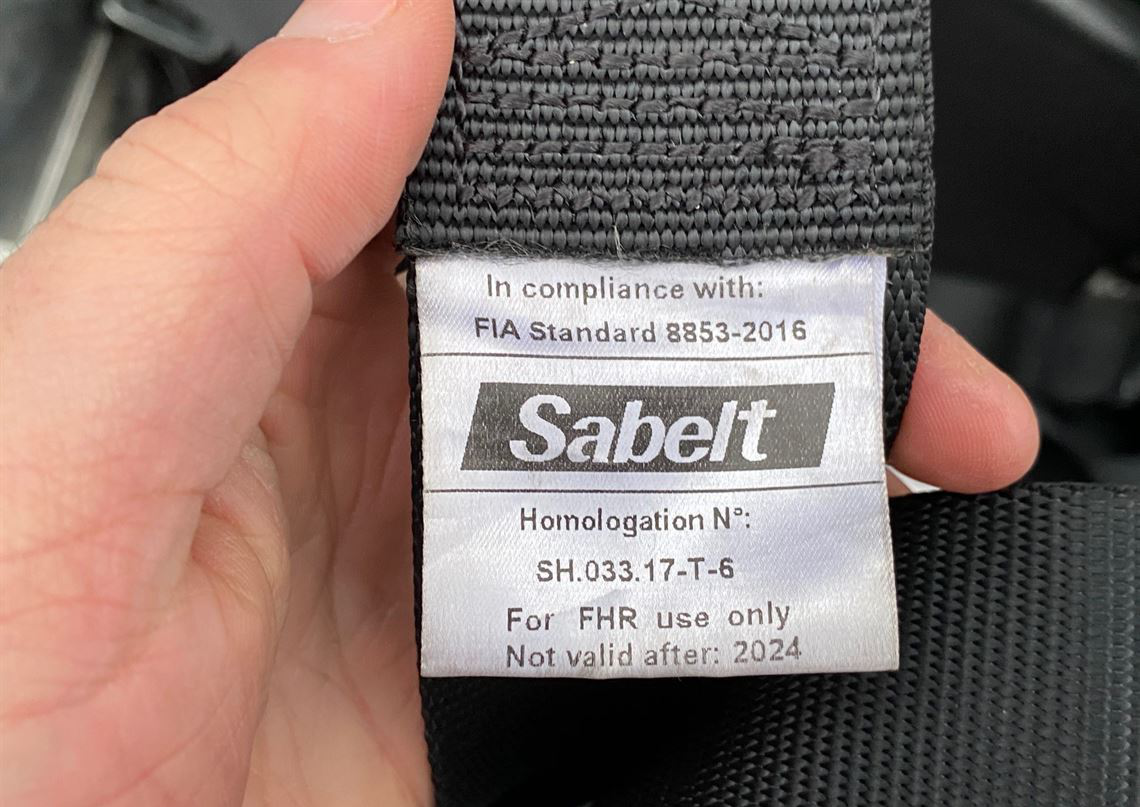 In compliance with:
FIA Standard 8853-2016
Sabelt
Homologation N°:
SH.033.17-T-6
For FHR use only
Not valid after: 2024